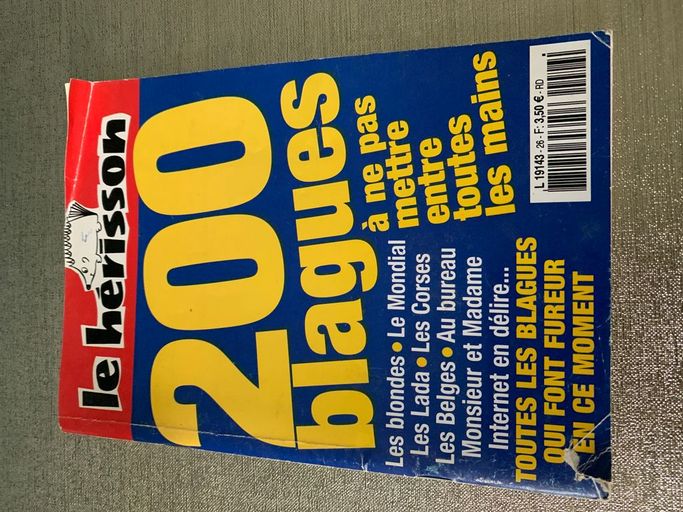 le hérisson
200
blagues
à ne pas
mettre
entre
toutes
les mains
Les blondes • Le Mondial
Les Lada • Les Corses
Les Belges • Au bureau
Monsieur et Madame
Internet en délire...
TOUTES LES BLAGUES
QUI FONT FUREUR
EN CE MOMENT
L 19143 - 26 - F: 3,50 € - RD